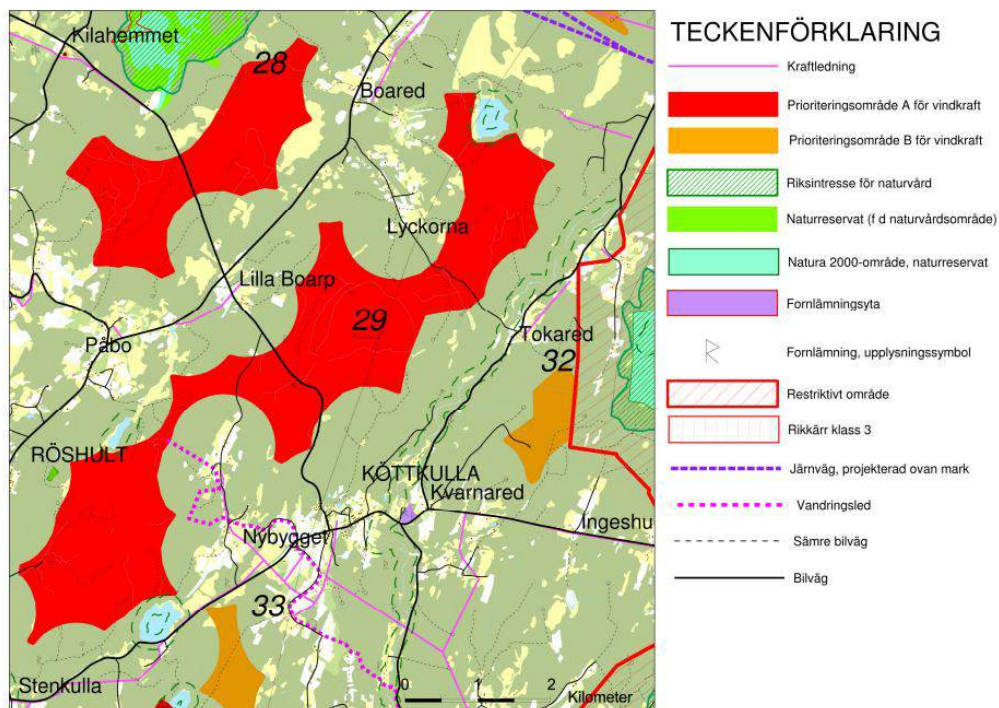 Kilahemmet
28
Boared
Lyckorna
Lilla Boarp
29
Tokared
32
Påbo
RÖSHULT
KÖTTKULLA
Kvarnared
Ingeshu
Nybygget
33
Stenkulla
0 1 2
Kilometer
TECKENFÖRKLARING
Kraftledning
Prioriteringsområde A för vindkraft
Prioriteringsområde B för vindkraft
Riksintresse för naturvård
Naturreservat (f d naturvårdsområde)
Natura 2000-område, naturreservat
Fornlämningsyta
Fornlämning, upplysningssymbol
Restriktivt område
Rikkärr klass 3
Järnväg, projekterad ovan mark
Vandringsled
Sämre bilväg
Bilväg